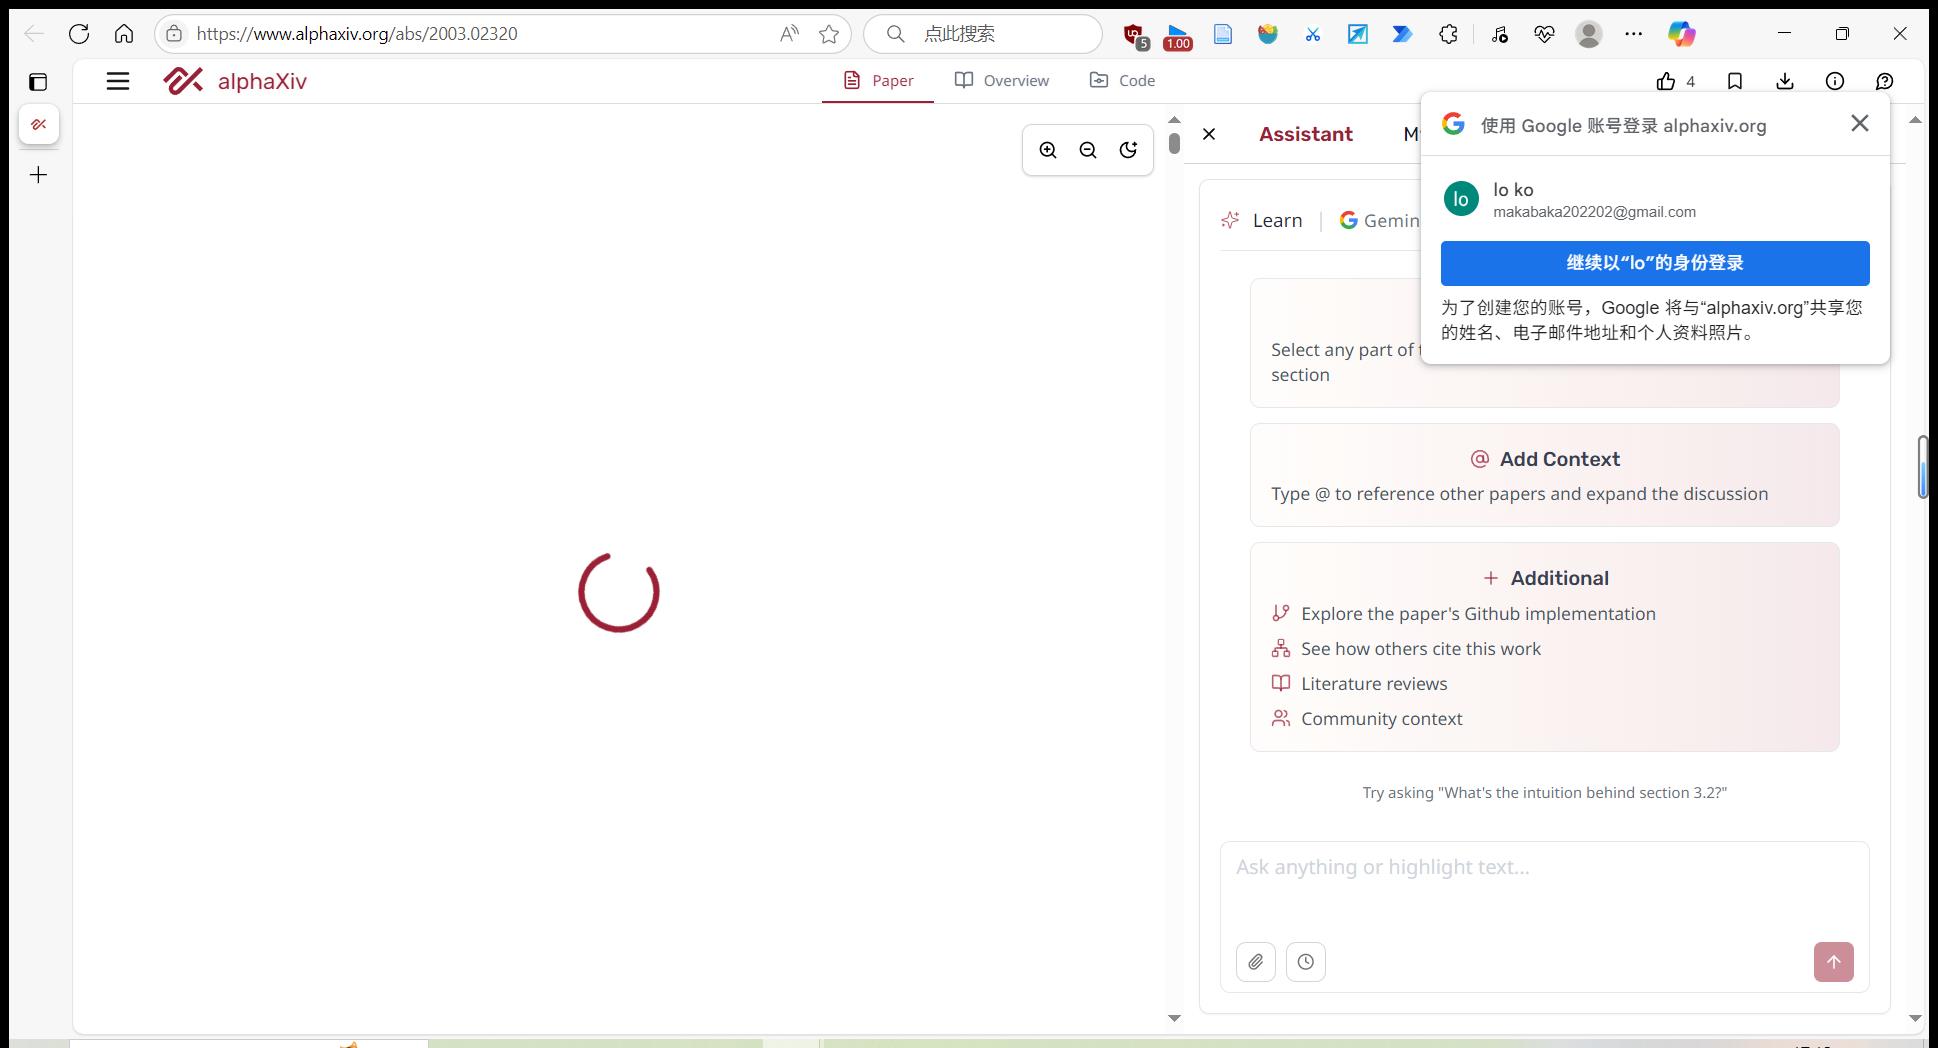 https://www.alphaxiv.org/abs/2003.02320
点此搜索
5
1.00
alphaXiv
Paper
Overview
Code
4
Assistant
使用 Google 账号登录 alphaxiv.org
lo
lo ko
makabaka202202@gmail.com
继续以“lo”的身份登录
为了创建您的账号，Google 将与“alphaxiv.org”共享您
的姓名、电子邮件地址和个人资料照片。
Learn
Gemin
Select any part of
section
@ Add Context
Type @ to reference other papers and expand the discussion
+ Additional
Explore the paper's Github implementation
See how others cite this work
Literature reviews
Community context
Try asking "What's the intuition behind section 3.2?"
Ask anything or highlight text...